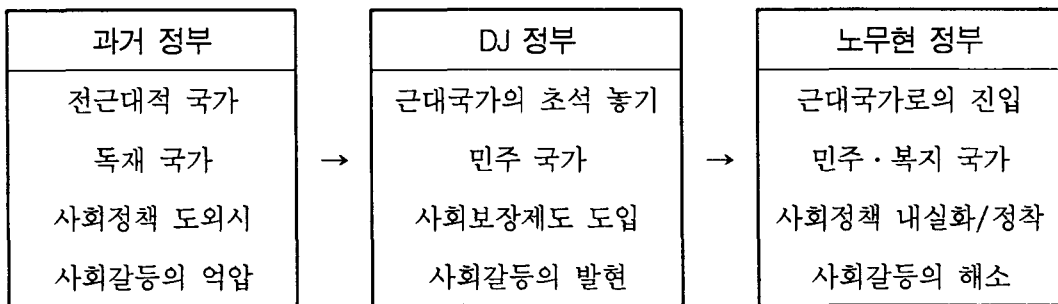 과거 정부
전근대적 국가
독재 국가
사회정책 도외시
사회갈등의 억압
→
DJ 정부
근대국가의 초석 놓기
민주 국가
사회보장제도 도입
사회갈등의 발현
→
노무현 정부
근대국가로의 진입
민주 · 복지 국가
사회정책 내실화/정착
사회갈등의 해소